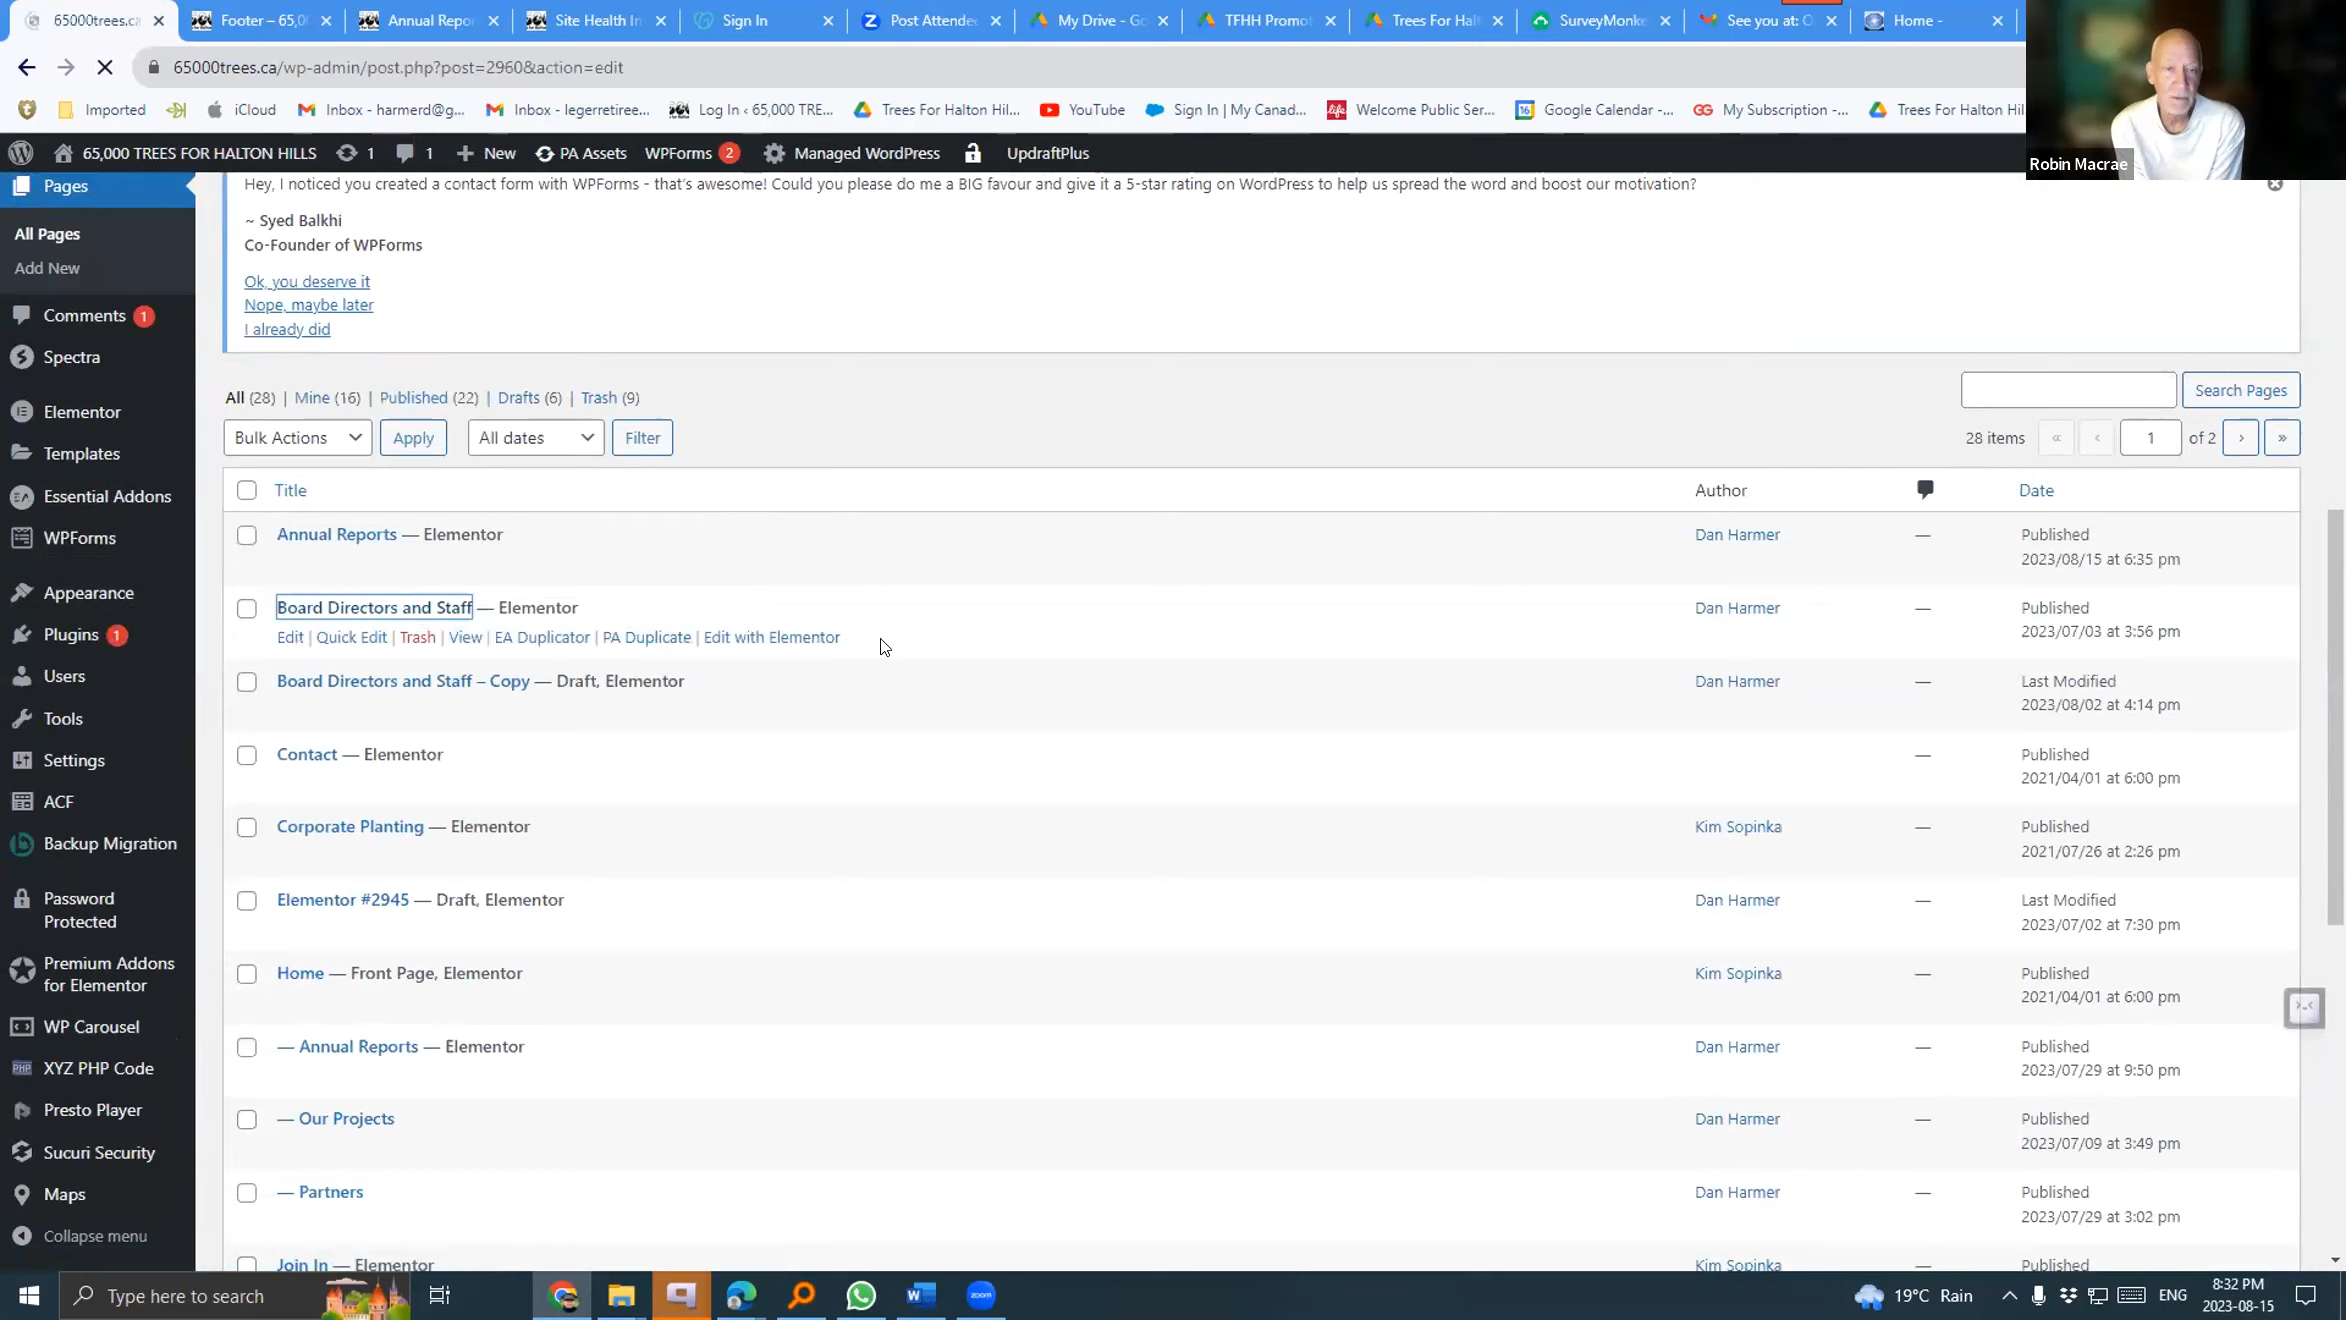 65000trees.ca
Footer – 65,0
Annual Repor
Site Health In
Sign In
Post Attende
My Drive - Go
TFHH Promot
Trees For Halt
SurveyMonke
See you at: O
Home -
65000trees.ca/wp-admin/post.php?post=2960&action=edit
Imported
iCloud
Inbox - harmerd@g...
Inbox - legerretiree...
Log In ‹ 65,000 TRE...
Trees For Halton Hil...
YouTube
Sign In | My Canad...
Welcome Public Ser...
Google Calendar -...
My Subscription -...
Trees For Halton Hil
Robin Macrae
65,000 TREES FOR HALTON HILLS
1
1
New
PA Assets
WPForms 2
Managed WordPress
UpdraftPlus
Pages
All Pages
Add New
Comments 1
Spectra
Elementor
Templates
Essential Addons
WPForms
Appearance
Plugins 1
Users
Tools
Settings
ACF
Backup Migration
Password
Protected
Premium Addons
for Elementor
WP Carousel
XYZ PHP Code
Presto Player
Sucuri Security
Maps
Collapse menu
Hey, I noticed you created a contact form with WPForms - that's awesome! Could you please do me a BIG favour and give it a 5-star rating on WordPress to help us spread the word and boost our motivation?
~ Syed Balkhi
Co-Founder of WPForms
Ok, you deserve it
Nope, maybe later
I already did
All (28) | Mine (16) | Published (22) | Drafts (6) | Trash (9)
Search Pages
Bulk Actions
Apply
All dates
Filter
28 items « ‹ 1 of 2 › »
Title Author Date
Annual Reports — Elementor Dan Harmer — Published
2023/08/15 at 6:35 pm
Board Directors and Staff — Elementor Dan Harmer — Published
2023/07/03 at 3:56 pm
Edit | Quick Edit | Trash | View | EA Duplicator | PA Duplicate | Edit with Elementor
Board Directors and Staff – Copy — Draft, Elementor Dan Harmer — Last Modified
2023/08/02 at 4:14 pm
Contact — Elementor — Published
2021/04/01 at 6:00 pm
Corporate Planting — Elementor Kim Sopinka — Published
2021/07/26 at 2:26 pm
Elementor #2945 — Draft, Elementor Dan Harmer — Last Modified
2023/07/02 at 7:30 pm
Home — Front Page, Elementor Kim Sopinka — Published
2021/04/01 at 6:00 pm
— Annual Reports — Elementor Dan Harmer — Published
2023/07/29 at 9:50 pm
— Our Projects Dan Harmer — Published
2023/07/09 at 3:49 pm
— Partners Dan Harmer — Published
2023/07/29 at 3:02 pm
Join In — Elementor Kim Sopinka Published
Type here to search
zoom
19°C Rain
ENG
8:32 PM
2023-08-15